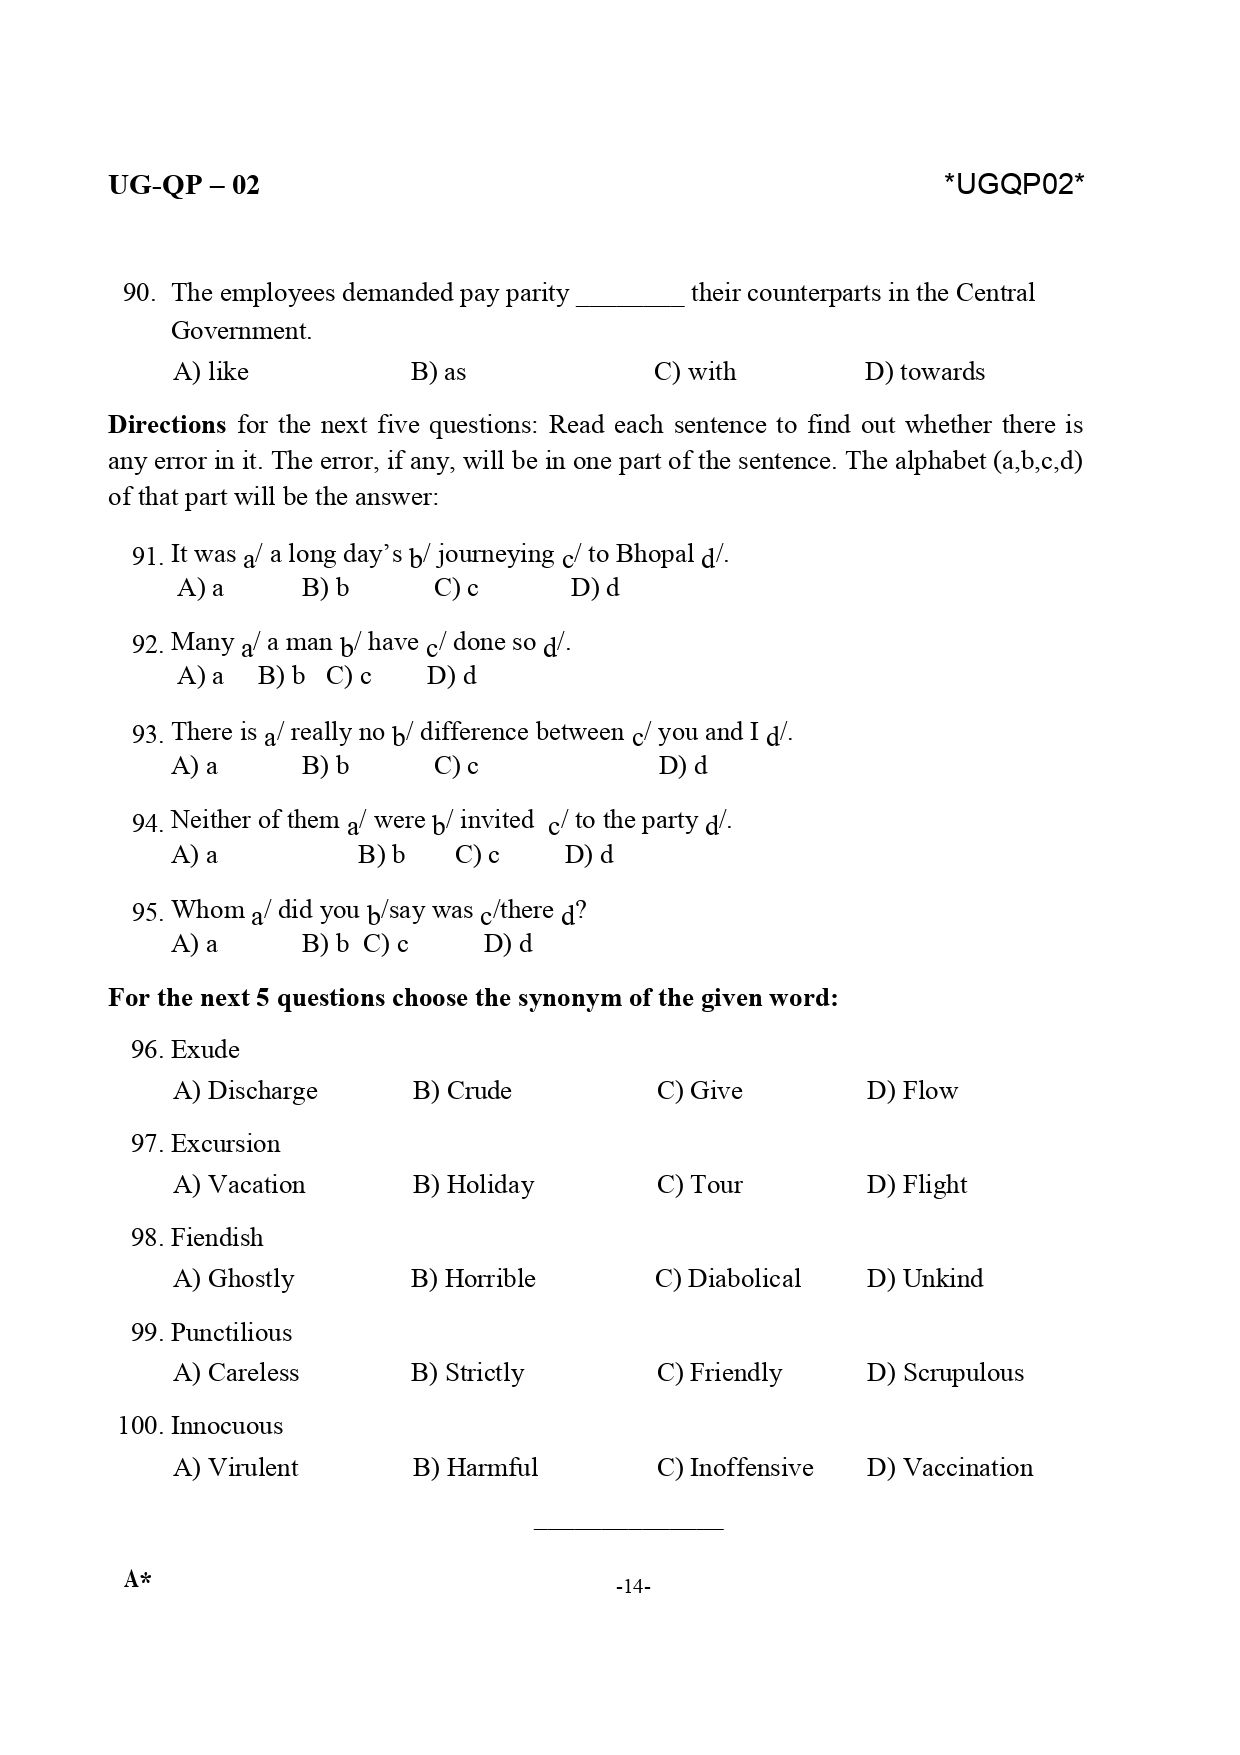 UG-QP – 02 *UGQP02*
90. The employees demanded pay parity ________ their counterparts in the Central
Government.
A) like B) as C) with D) towards
Directions for the next five questions: Read each sentence to find out whether there is
any error in it. The error, if any, will be in one part of the sentence. The alphabet (a,b,c,d)
of that part will be the answer:
91. It was a/ a long day’s b/ journeying c/ to Bhopal d/.
A) a B) b C) c D) d
92. Many a/ a man b/ have c/ done so d/.
A) a B) b C) c D) d
93. There is a/ really no b/ difference between c/ you and I d/.
A) a B) b C) c D) d
94. Neither of them a/ were b/ invited c/ to the party d/.
A) a B) b C) c D) d
95. Whom a/ did you b/say was c/there d?
A) a B) b C) c D) d
For the next 5 questions choose the synonym of the given word:
96. Exude
A) Discharge B) Crude C) Give D) Flow
97. Excursion
A) Vacation B) Holiday C) Tour D) Flight
98. Fiendish
A) Ghostly B) Horrible C) Diabolical D) Unkind
99. Punctilious
A) Careless B) Strictly C) Friendly D) Scrupulous
100. Innocuous
A) Virulent B) Harmful C) Inoffensive D) Vaccination
______________
A* -14-